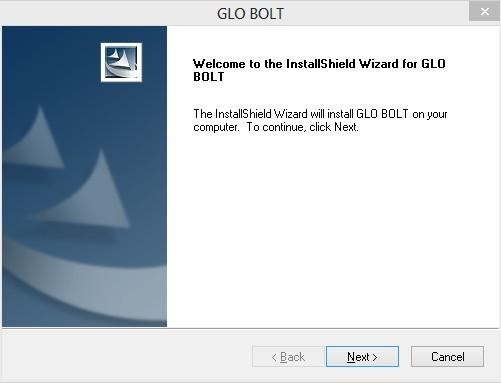 GLO BOLT
Welcome to the InstallShield Wizard for GLO
BOLT
The InstallShield Wizard will install GLO BOLT on your
computer.  To continue, click Next.
< Back
Next >
Cancel